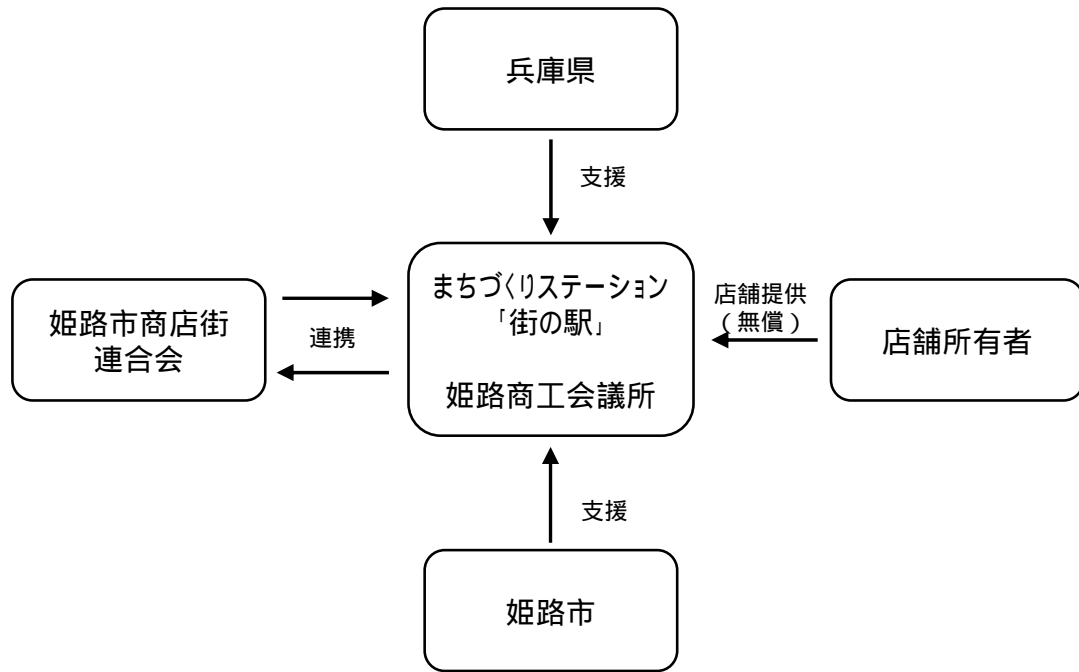 兵庫県
支援
まちづくりステーション
「街の駅」
姫路商工会議所
姫路市商店街
連合会
連携
店舗提供
（無償）
店舗所有者
支援
姫路市